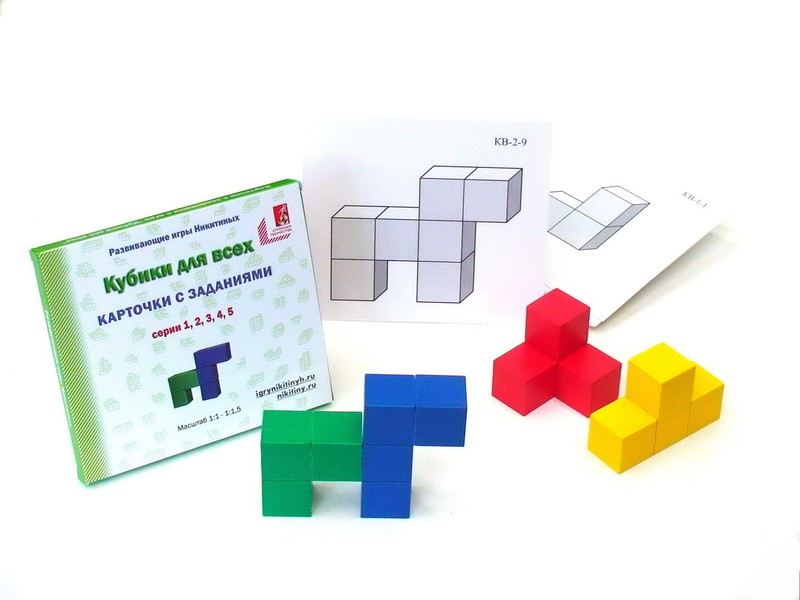 Развивающие игры Никитиных
Кубики для всех
КАРТОЧКИ С ЗАДАНИЯМИ
серии 1, 2, 3, 4, 5
igrynikitinyh.ru
nikitiny.ru
Масштаб 1:1 - 1:1,5
КВ-2-9
КВ-1-1